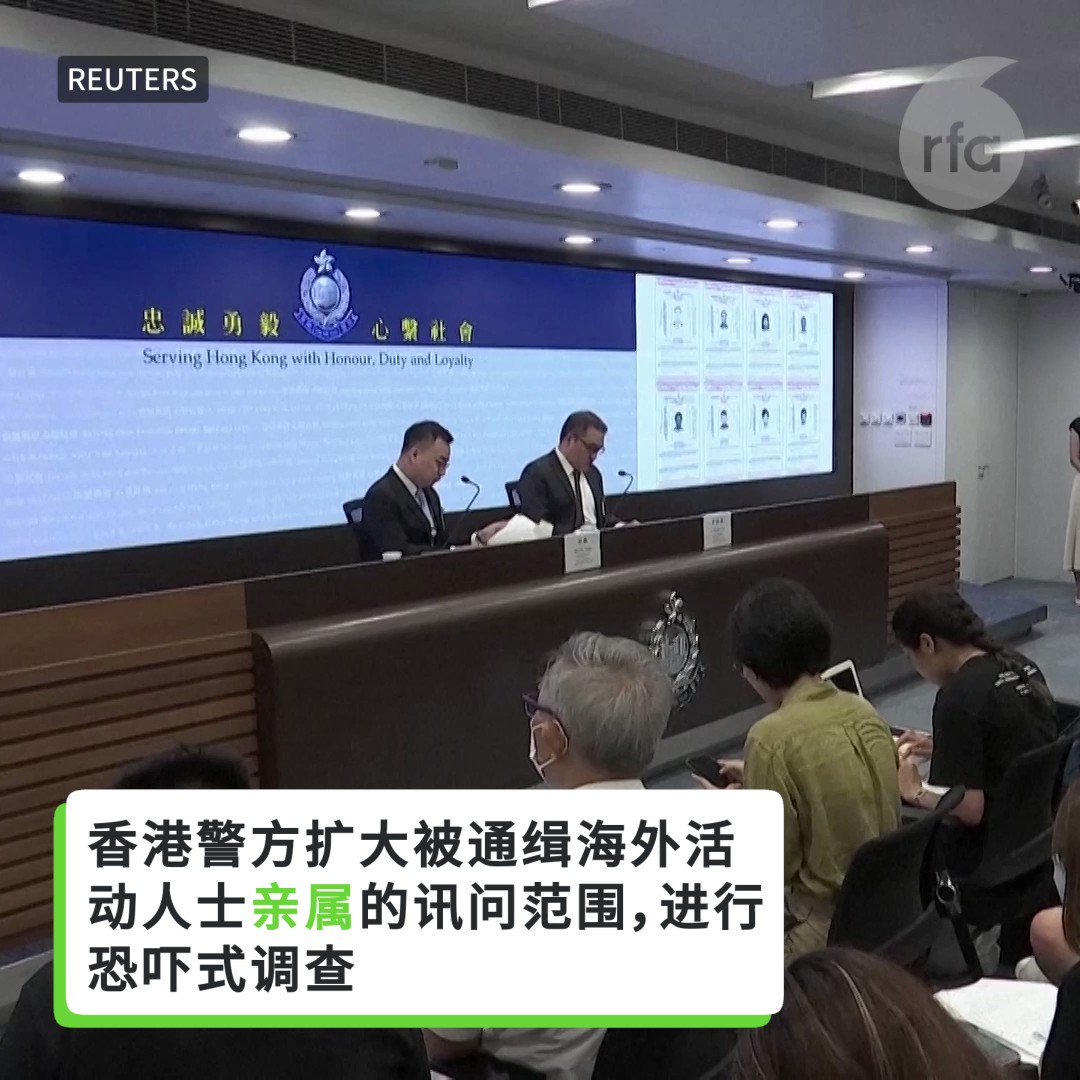 REUTERS
rfa
忠誠勇毅 心繫社會
Serving Hong Kong with Honour, Duty and Loyalty
香港警方扩大被通缉海外活
动人士亲属的讯问范围，进行
恐吓式调查